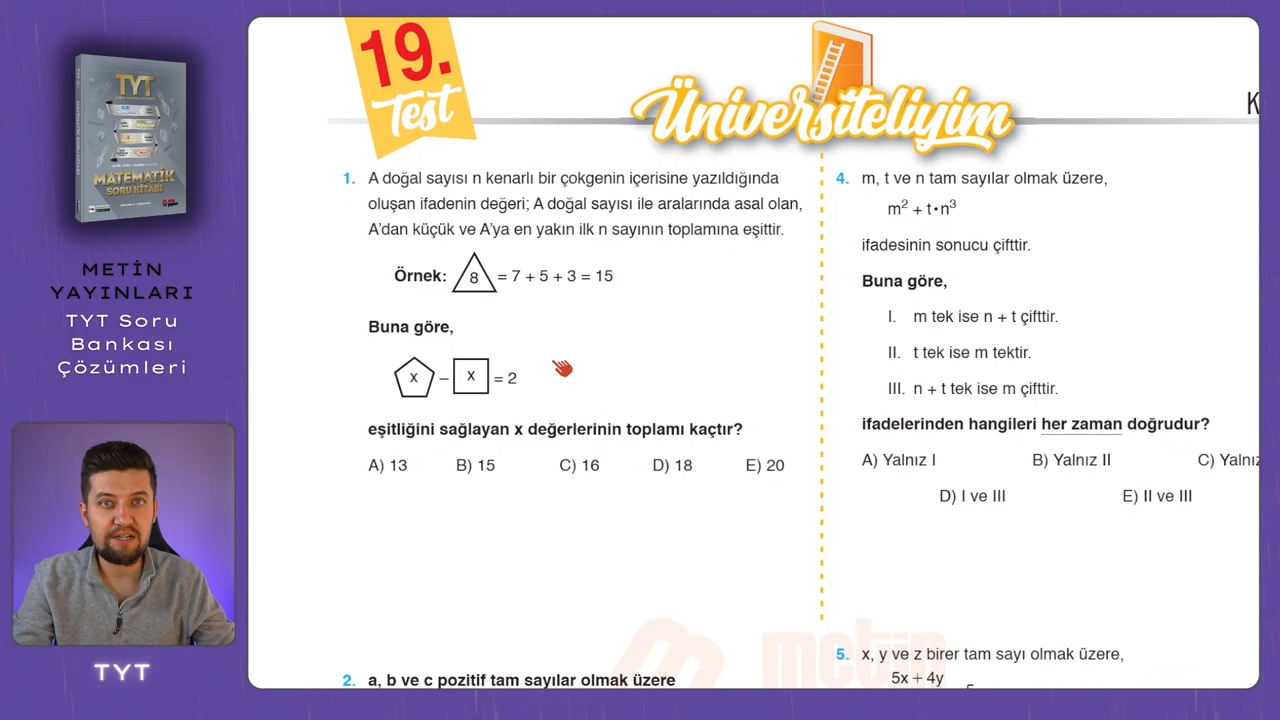 TYT
MATEMATİK
SORU KİTABI
METİN
YAYINLARI
TYT Soru
Bankası
Çözümleri
TYT
19.
Test
Üniversiteliyim
K
1. A doğal sayısı n kenarlı bir çokgenin içerisine yazıldığında
oluşan ifadenin değeri; A doğal sayısı ile aralarında asal olan,
A'dan küçük ve A'ya en yakın ilk n sayının toplamına eşittir.
Örnek: 8 = 7 + 5 + 3 = 15
Buna göre,
x – x = 2
eşitliğini sağlayan x değerlerinin toplamı kaçtır?
A) 13 B) 15 C) 16 D) 18 E) 20
2. a, b ve c pozitif tam sayılar olmak üzere
4. m, t ve n tam sayılar olmak üzere,
m² + t•n³
ifadesinin sonucu çifttir.
Buna göre,
I. m tek ise n + t çifttir.
II. t tek ise m tektir.
III. n + t tek ise m çifttir.
ifadelerinden hangileri her zaman doğrudur?
A) Yalnız I B) Yalnız II C) Yalnız
D) I ve III E) II ve III
metin
5. x, y ve z birer tam sayı olmak üzere,
5x + 4y